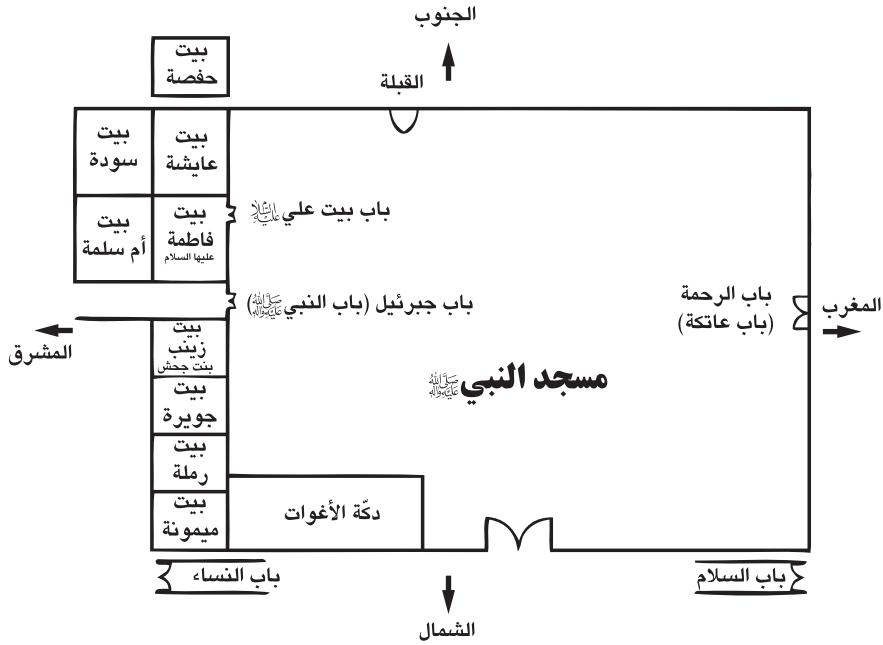 الجنوب
القبلة
بيت
حفصة
بيت
عايشة
بيت
سودة
بيت
فاطمة
عليها السلام
بيت
أم سلمة
باب بيت علي عليه السلام
باب جبرئيل (باب النبي ﷺ)
باب الرحمة
(باب عاتكة)
المغرب
المشرق
مسجد النبي ﷺ
بيت
زينب
بنت جحش
بيت
جويرة
بيت
رملة
بيت
ميمونة
دكّة الأغوات
باب النساء
باب السلام
الشمال